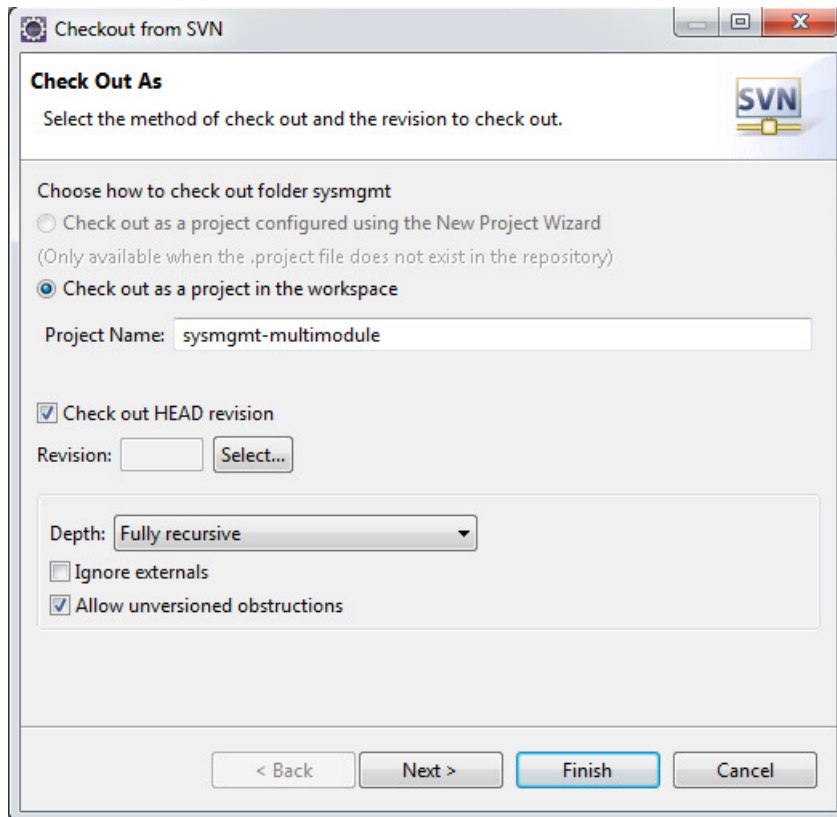 Checkout from SVN
Check Out As
Select the method of check out and the revision to check out.
SVN
Choose how to check out folder sysmgmt
Check out as a project configured using the New Project Wizard
(Only available when the .project file does not exist in the repository)
Check out as a project in the workspace
Project Name: sysmgmt-multimodule
Check out HEAD revision
Revision: Select...
Depth: Fully recursive
Ignore externals
Allow unversioned obstructions
< Back Next > Finish Cancel